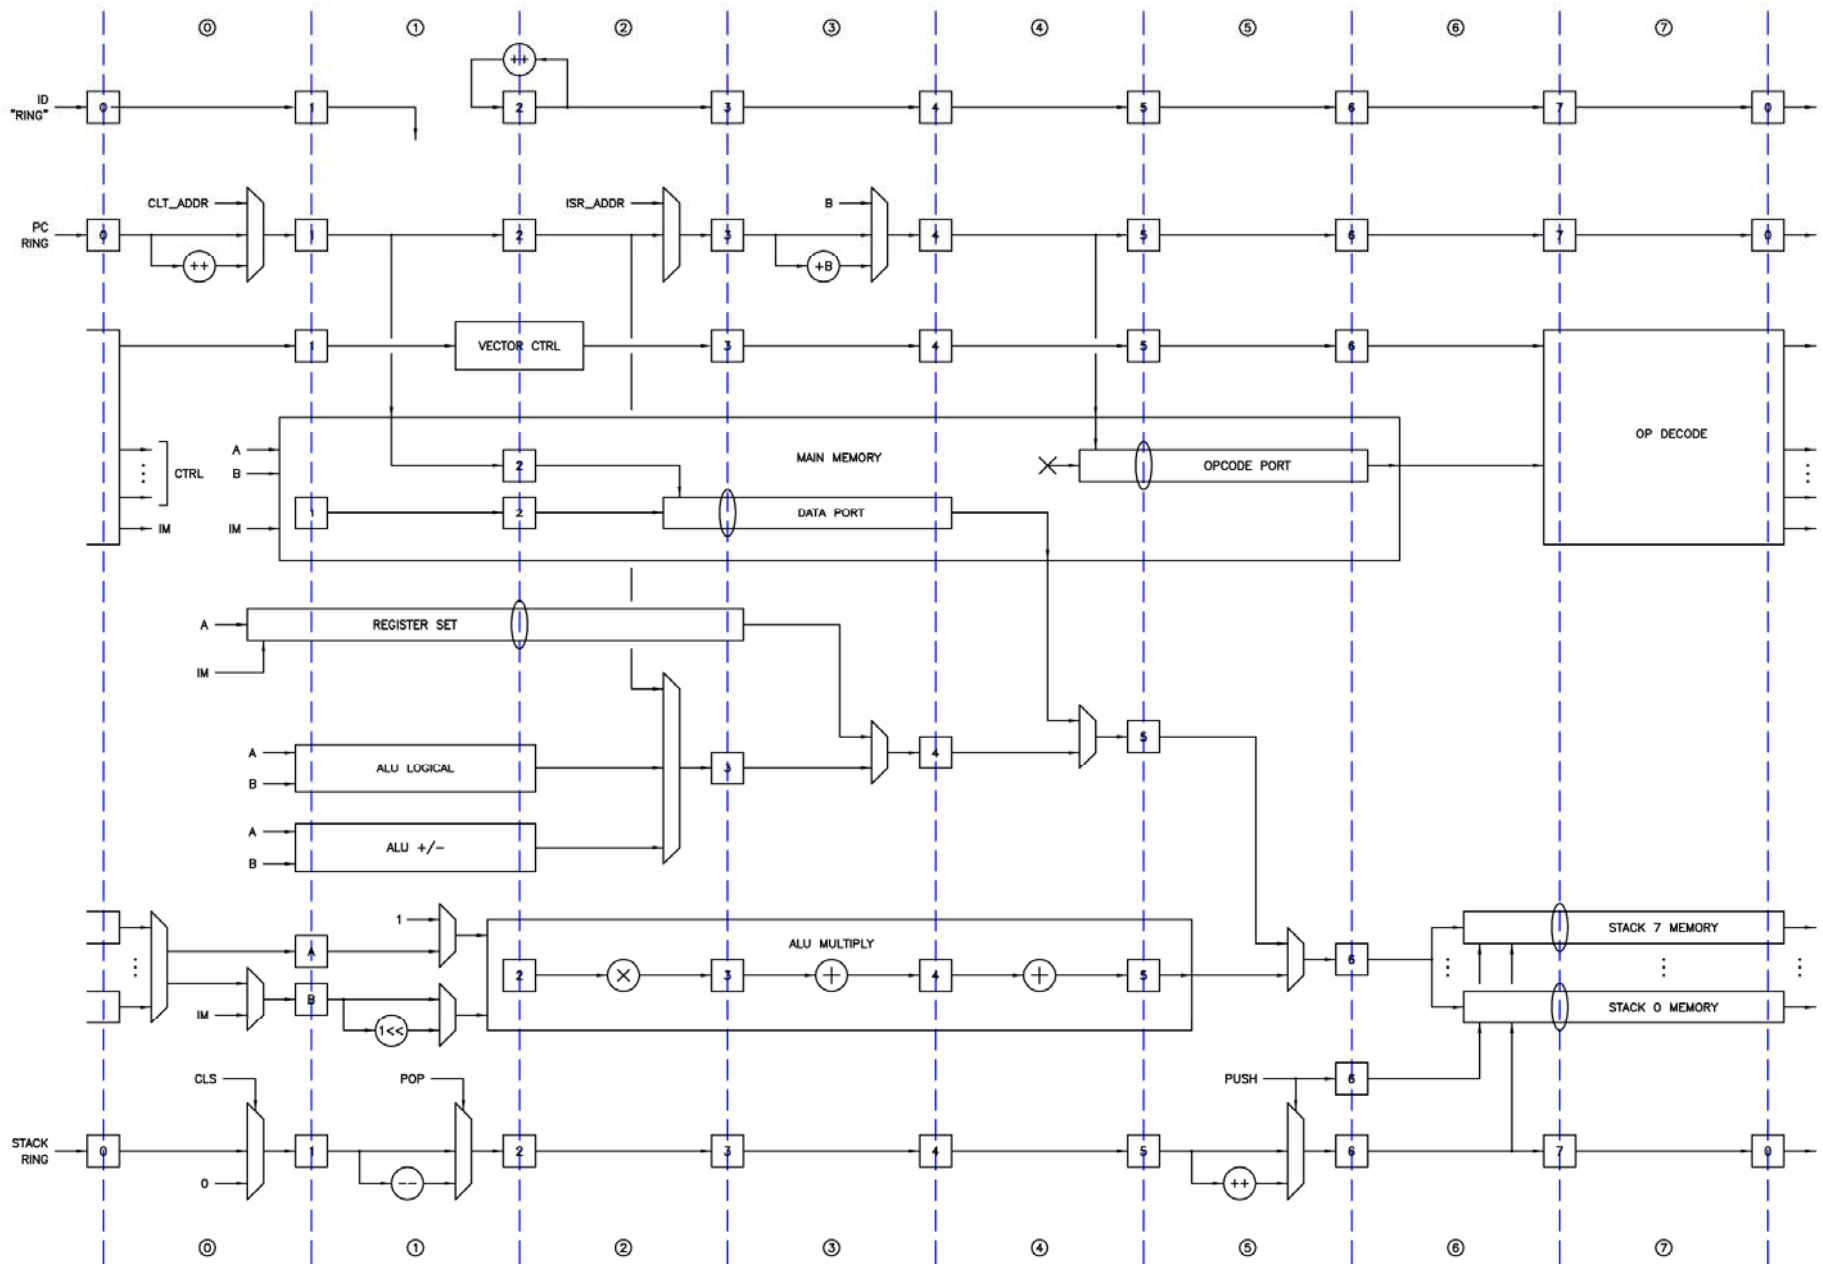 ⓪ ① ② ③ ④ ⑤ ⑥ ⑦
++
ID "RING" 0 1 2 3 4 5 6 7 0
CLT_ADDR ISR_ADDR B
PC RING 0 1 2 3 4 5 6 7 0
++ +B
1 VECTOR CTRL 3 4 5 6
OP DECODE
A MAIN MEMORY
2 OPCODE PORT
CTRL B
1 2 DATA PORT
IM IM
A REGISTER SET
IM
A
ALU LOGICAL
B
3 4 5
A
ALU +/-
B
1 ALU MULTIPLY STACK 7 MEMORY
A 6
2 × 3 + 4 + 5
B
IM 1<< STACK 0 MEMORY
CLS POP PUSH 6
STACK RING 0 1 2 3 4 5 6 7 0
0 -- ++
⓪ ① ② ③ ④ ⑤ ⑥ ⑦